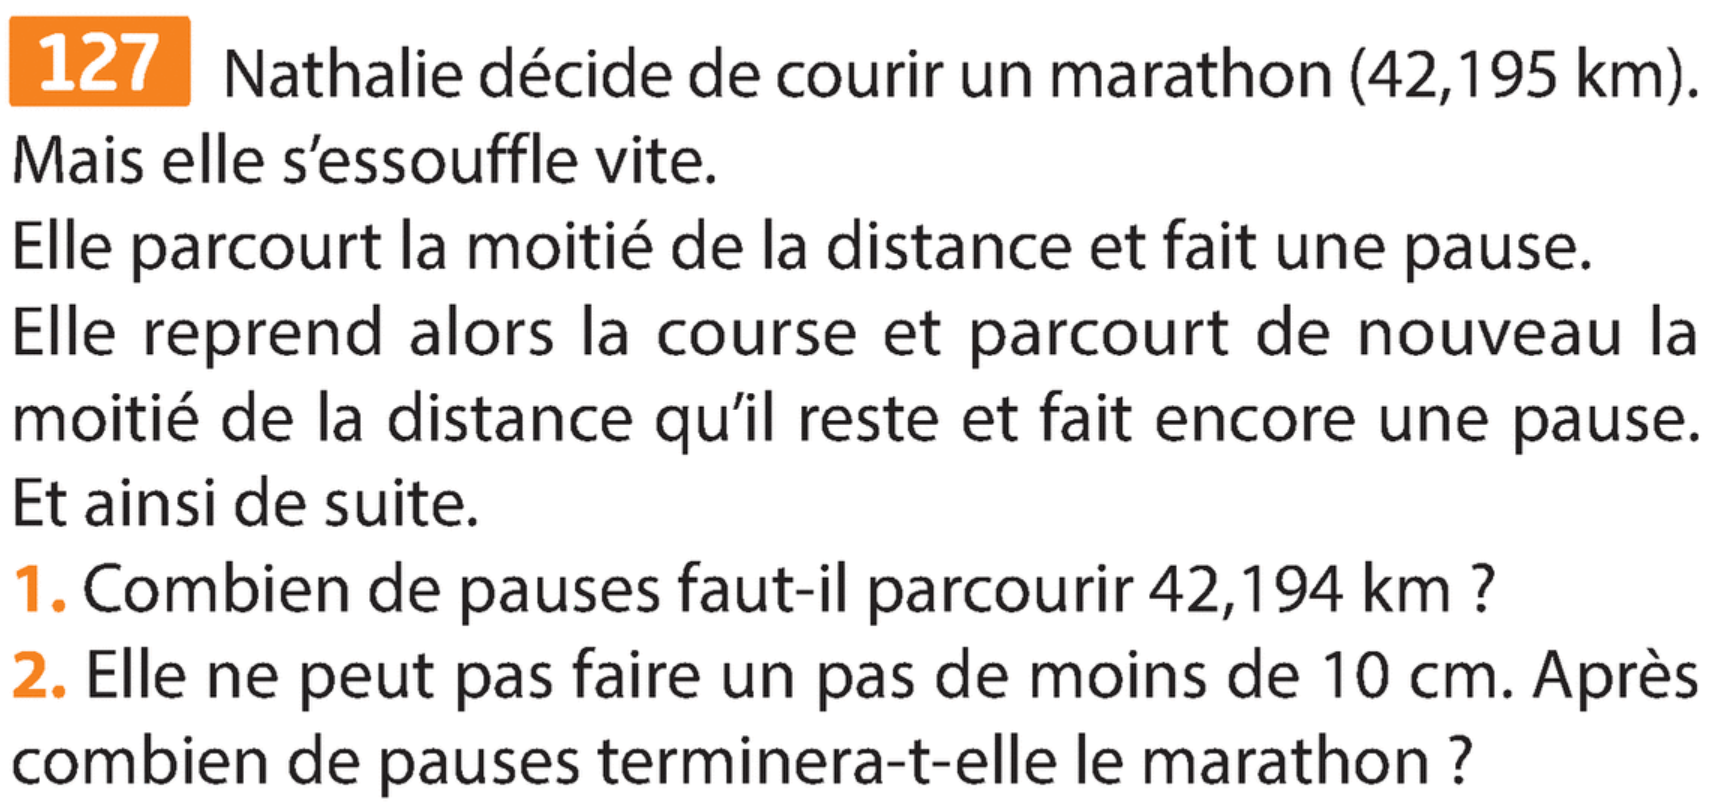 127 Nathalie décide de courir un marathon (42,195 km).
Mais elle s’essouffle vite.
Elle parcourt la moitié de la distance et fait une pause.
Elle reprend alors la course et parcourt de nouveau la
moitié de la distance qu’il reste et fait encore une pause.
Et ainsi de suite.
1. Combien de pauses faut-il parcourir 42,194 km ?
2. Elle ne peut pas faire un pas de moins de 10 cm. Après
combien de pauses terminera-t-elle le marathon ?